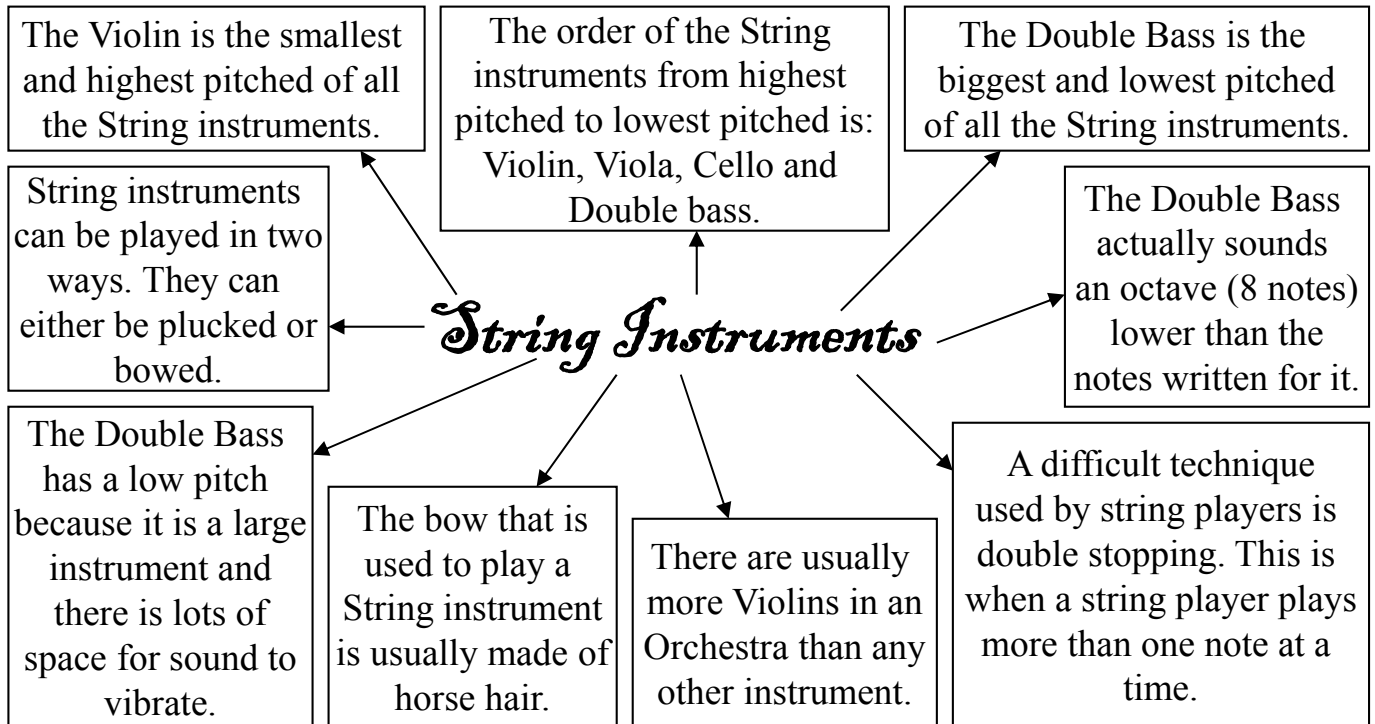 The Violin is the smallest
and highest pitched of all
the String instruments.
The order of the String
instruments from highest
pitched to lowest pitched is:
Violin, Viola, Cello and
Double bass.
The Double Bass is the
biggest and lowest pitched
of all the String instruments.
String instruments
can be played in two
ways. They can
either be plucked or
bowed.
String Instruments
The Double Bass
actually sounds
an octave (8 notes)
lower than the
notes written for it.
The Double Bass
has a low pitch
because it is a large
instrument and
there is lots of
space for sound to
vibrate.
The bow that is
used to play a
String instrument
is usually made of
horse hair.
There are usually
more Violins in an
Orchestra than any
other instrument.
A difficult technique
used by string players is
double stopping. This is
when a string player plays
more than one note at a
time.